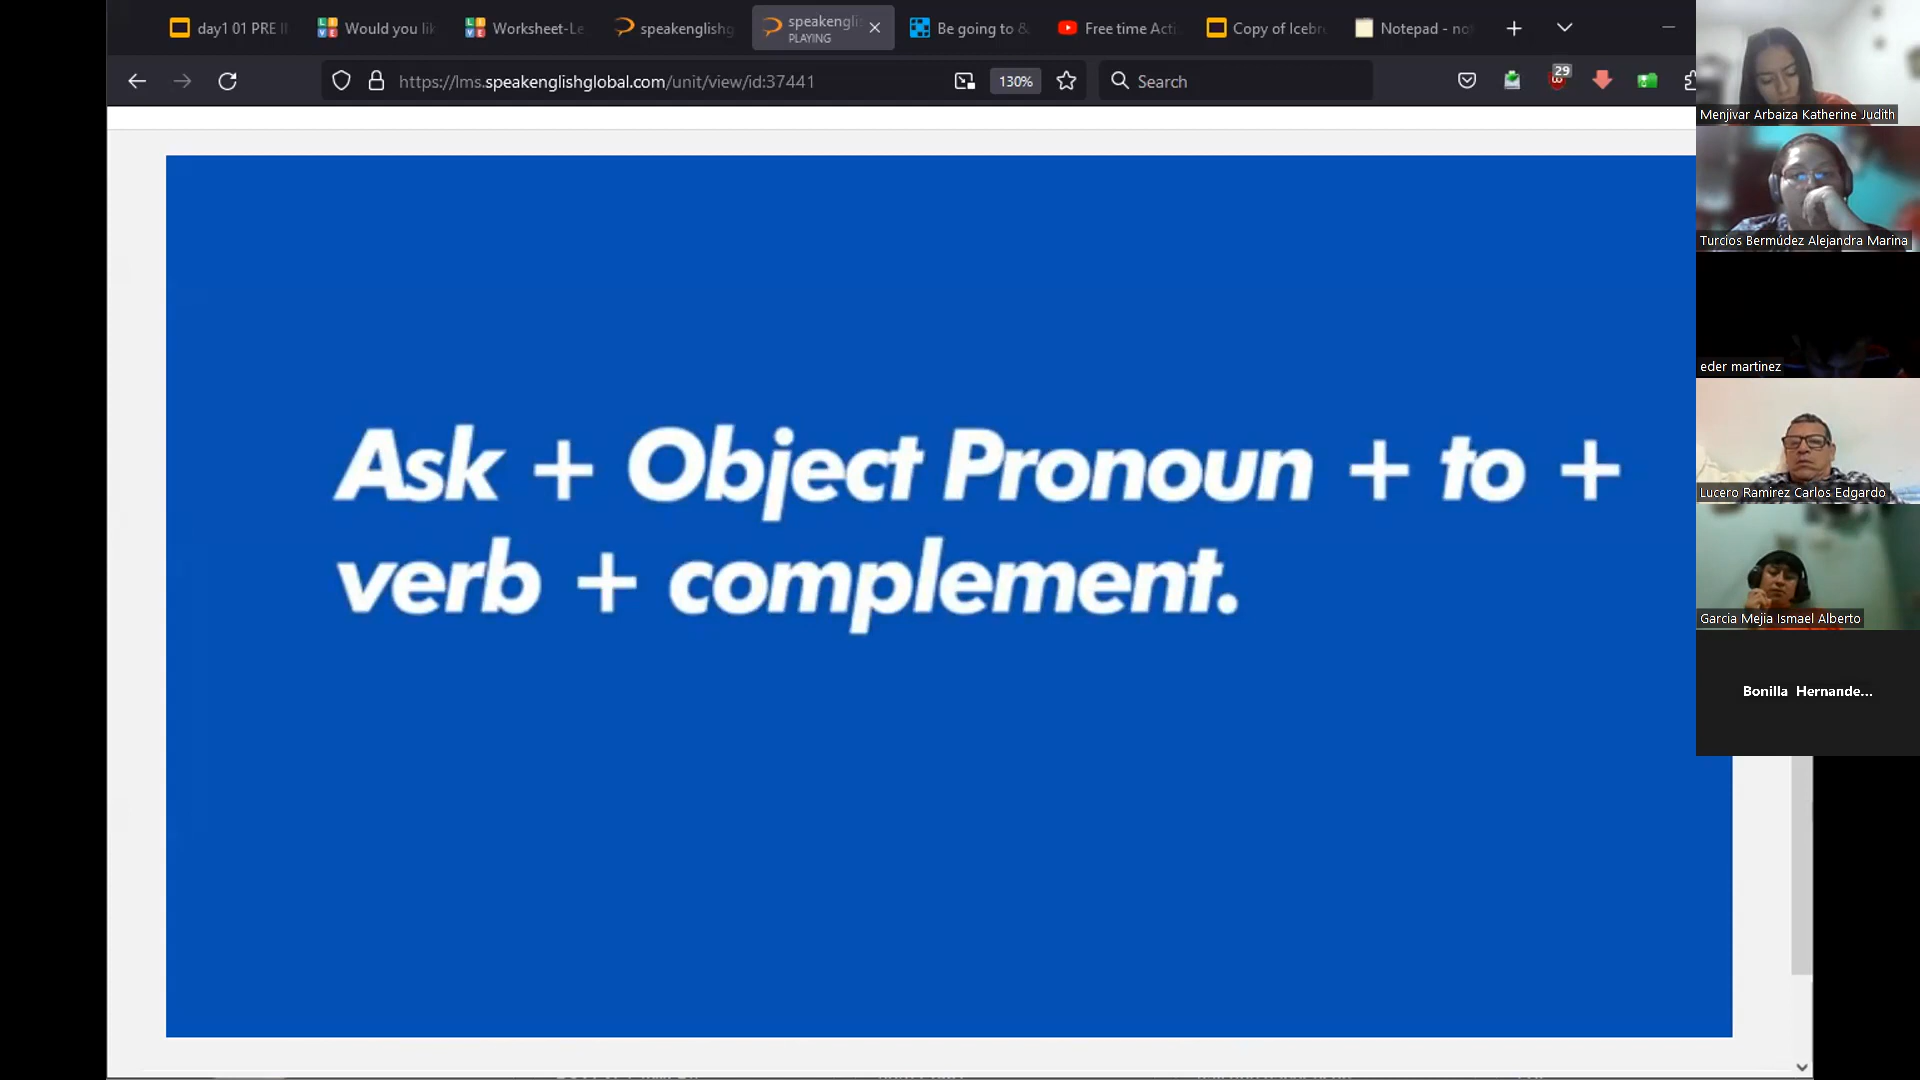 day1 01 PRE I
Would you lik
Worksheet-Le
speakenglishg
speakengli
PLAYING
Be going to &
Free time Acti
Copy of Icebr
Notepad - no
https://lms.speakenglishglobal.com/unit/view/id:37441
130%
Search
29
Ask + Object Pronoun + to +
verb + complement.
Menjivar Arbaiza Katherine Judith
Turcios Bermúdez Alejandra Marina
eder martinez
Lucero Ramirez Carlos Edgardo
Garcia Mejia Ismael Alberto
Bonilla Hernande...